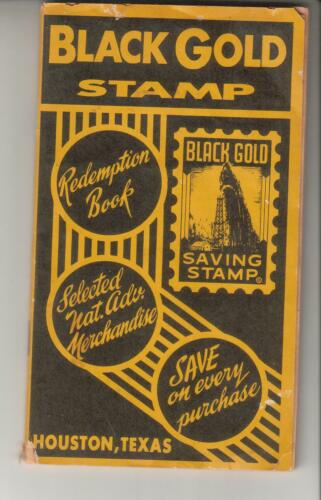 BLACK GOLD
STAMP
Redemption
Book
BLACK GOLD
SAVING
STAMP®
Selected
Nat. Adv.
Merchandise
SAVE
on every
purchase
HOUSTON, TEXAS